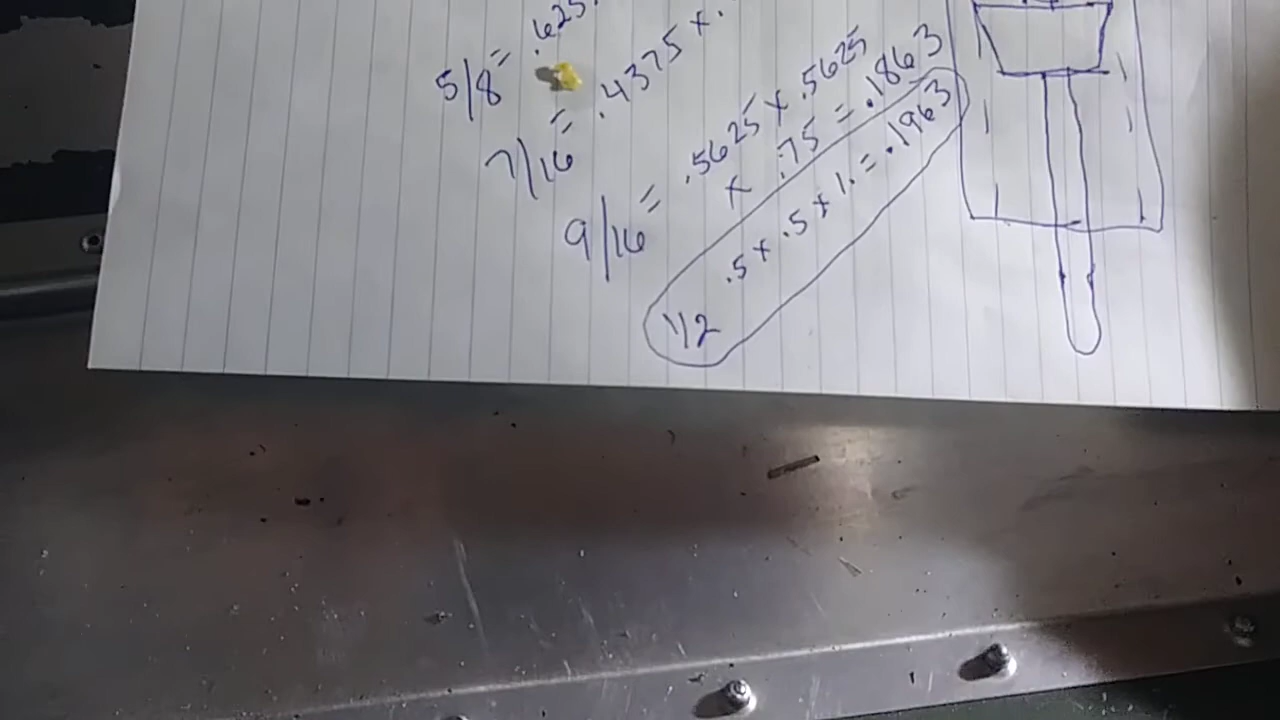 5/8 = .625
7/16 = .4375 x .
9/16 = .5625 x .5625
x .75 = .1863
1/2 .5 x .5 x 1. = .1963